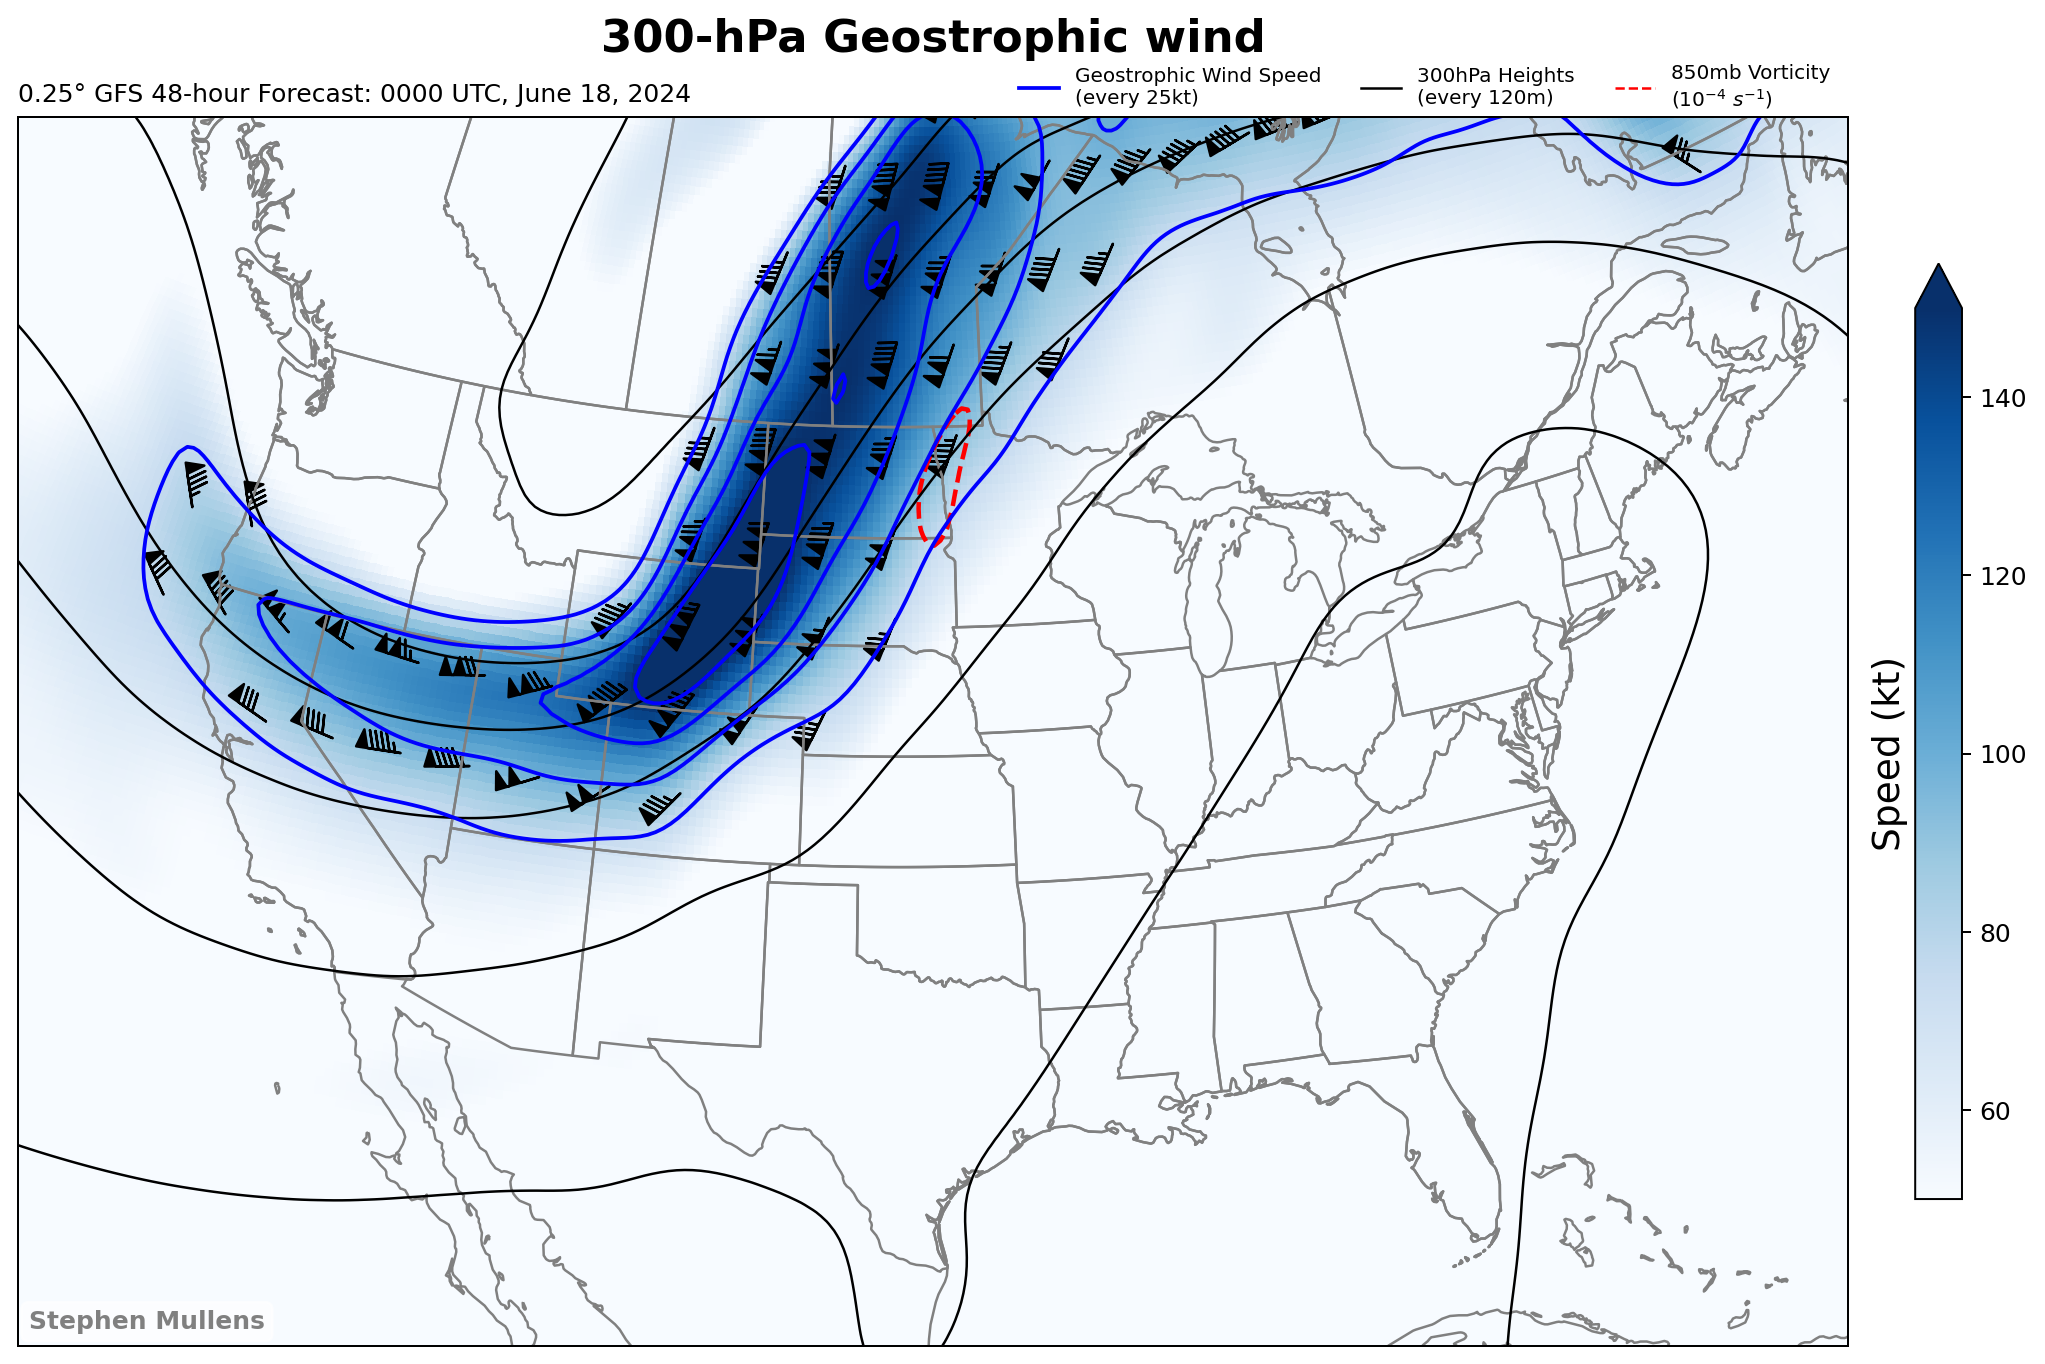 300-hPa Geostrophic wind
0.25° GFS 48-hour Forecast: 0000 UTC, June 18, 2024
Geostrophic Wind Speed
(every 25kt)
300hPa Heights
(every 120m)
850mb Vorticity
(10⁻⁴ s⁻¹)
140
120
100
80
60
Speed (kt)
Stephen Mullens